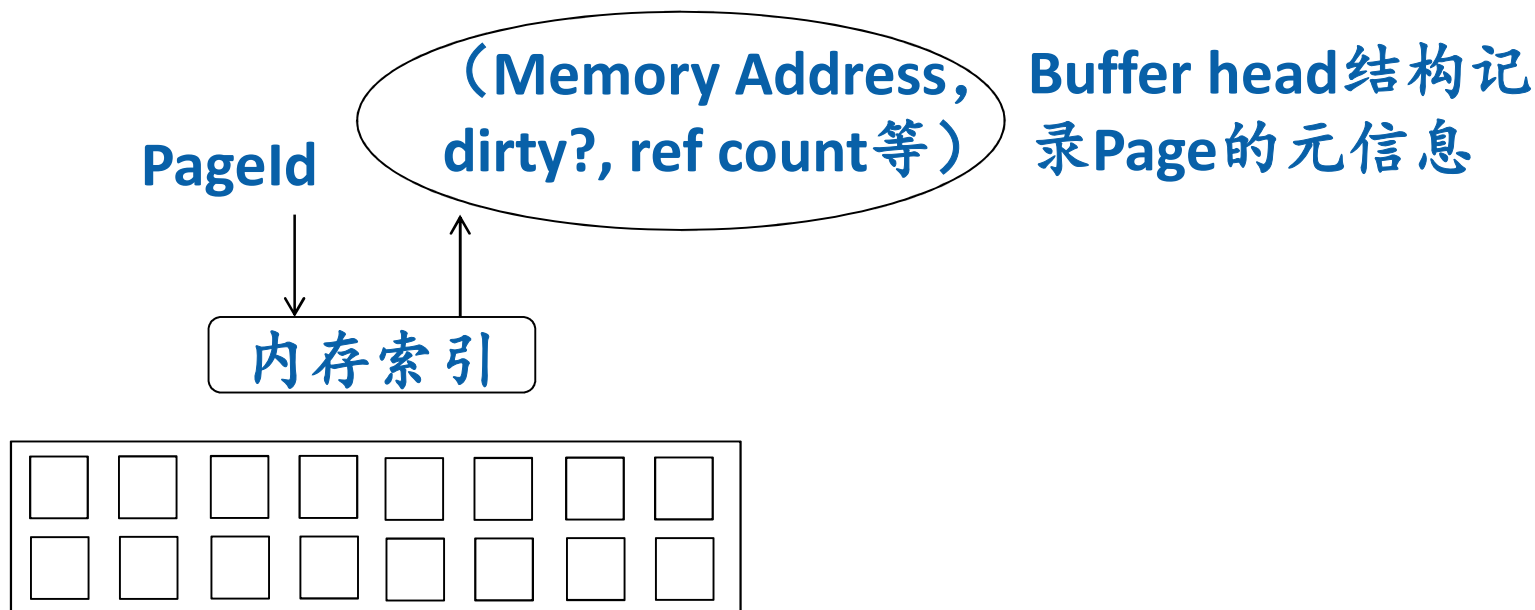 （Memory Address，
dirty?, ref count等）
Buffer head结构记
录Page的元信息
PageId
内存索引